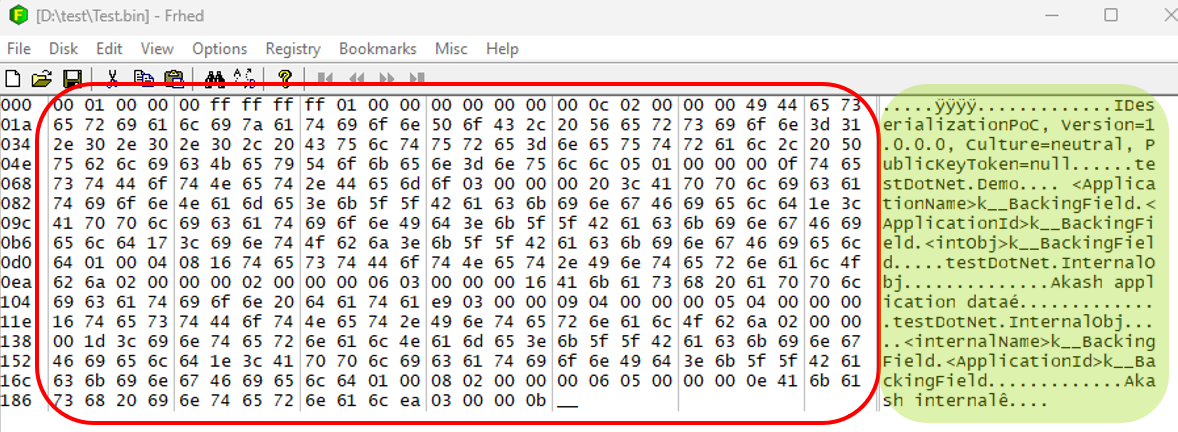 [D:\test\Test.bin] - Frhed
File Disk Edit View Options Registry Bookmarks Misc Help
000 00 01 00 00 00 ff ff ff ff 01 00 00 00 00 00 00 00 0c 02 00 00 00 49 44 65 73 .....ÿÿÿÿ.............IDes
01a 65 72 69 61 6c 69 7a 61 74 69 6f 6e 50 6f 43 2c 20 56 65 72 73 69 6f 6e 3d 31 erializationPoC, Version=1
034 2e 30 2e 30 2e 30 2c 20 43 75 6c 74 75 72 65 3d 6e 65 75 74 72 61 6c 2c 20 50 .0.0.0, Culture=neutral, P
04e 75 62 6c 69 63 4b 65 79 54 6f 6b 65 6e 3d 6e 75 6c 6c 05 01 00 00 00 0f 74 65 ublicKeyToken=null......te
068 73 74 44 6f 74 4e 65 74 2e 44 65 6d 6f 03 00 00 00 20 3c 41 70 70 6c 69 63 61 stDotNet.Demo.... <Applica
082 74 69 6f 6e 4e 61 6d 65 3e 6b 5f 5f 42 61 63 6b 69 6e 67 46 69 65 6c 64 1e 3c tionName>k__BackingField.<
09c 41 70 70 6c 69 63 61 74 69 6f 6e 49 64 3e 6b 5f 5f 42 61 63 6b 69 6e 67 46 69 ApplicationId>k__BackingFi
0b6 65 6c 64 17 3c 69 6e 74 4f 62 6a 3e 6b 5f 5f 42 61 63 6b 69 6e 67 46 69 65 6c eld.<intObj>k__BackingFiel
0d0 64 01 00 04 08 16 74 65 73 74 44 6f 74 4e 65 74 2e 49 6e 74 65 72 6e 61 6c 4f d.....testDotNet.InternalO
0ea 62 6a 02 00 00 00 02 00 00 00 06 03 00 00 00 16 41 6b 61 73 68 20 61 70 70 6c bj..............Akash appl
104 69 63 61 74 69 6f 6e 20 64 61 74 61 e9 03 00 00 09 04 00 00 00 05 04 00 00 00 ication dataé.............
11e 16 74 65 73 74 44 6f 74 4e 65 74 2e 49 6e 74 65 72 6e 61 6c 4f 62 6a 02 00 00 .testDotNet.InternalObj...
138 00 1d 3c 69 6e 74 65 72 6e 61 6c 4e 61 6d 65 3e 6b 5f 5f 42 61 63 6b 69 6e 67 ..<internalName>k__Backing
152 46 69 65 6c 64 1e 3c 41 70 70 6c 69 63 61 74 69 6f 6e 49 64 3e 6b 5f 5f 42 61 Field.<ApplicationId>k__Ba
16c 63 6b 69 6e 67 46 69 65 6c 64 01 00 08 02 00 00 00 06 05 00 00 00 0e 41 6b 61 ckingField.............Aka
186 73 68 20 69 6e 74 65 72 6e 61 6c ea 03 00 00 0b __ sh internalê....